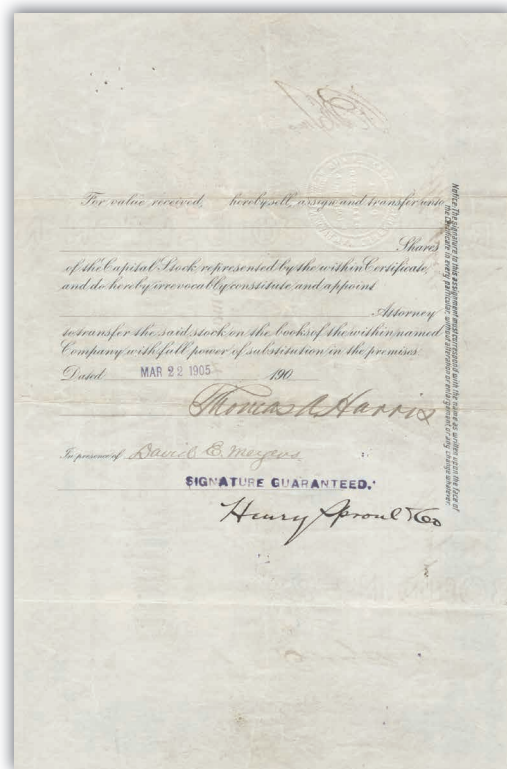 For value received, hereby sell, assign and transfer unto
Shares
of the Capital Stock represented by the within Certificate,
and do hereby irrevocably constitute and appoint
Attorney
to transfer the said stock on the books of the within named
Company with full power of substitution in the premises
Dated MAR 22 1905 190
Thomas A Harris
In presence of David E. Meyers
SIGNATURE GUARANTEED.
Henry Sproul & Co
Notice: The signature to this assignment must correspond with the name as written upon the face of
the Certificate in every particular, without alteration or enlargement or any change whatever.